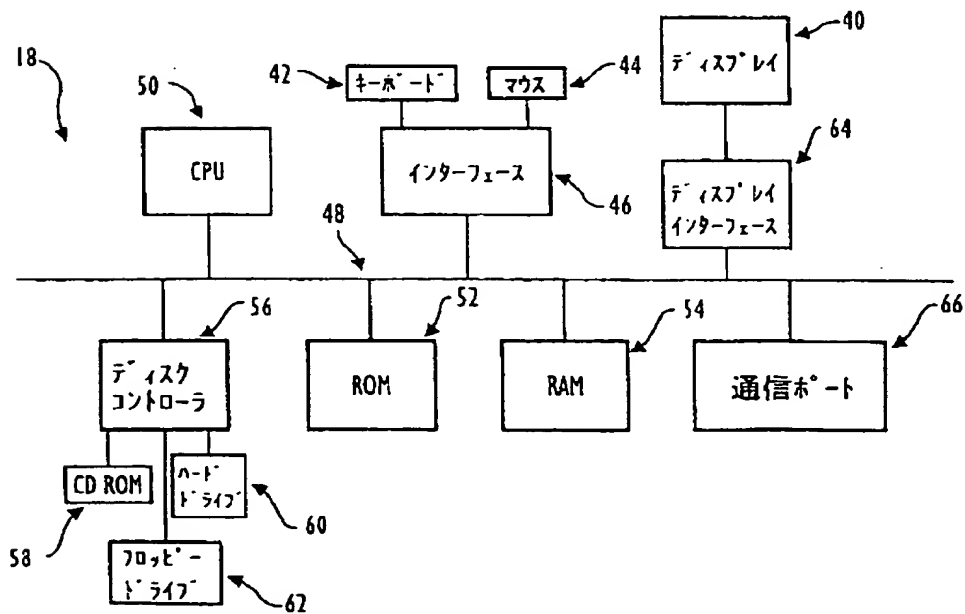 18
50
CPU
42
キーボード
マウス
44
インターフェース
46
ディスプレイ
40
64
ディスプレイ
インターフェース
48
56
ディスク
コントローラ
52
ROM
54
RAM
66
通信ポート
CD ROM
58
ハード
ドライブ
60
フロッピー
ドライブ
62